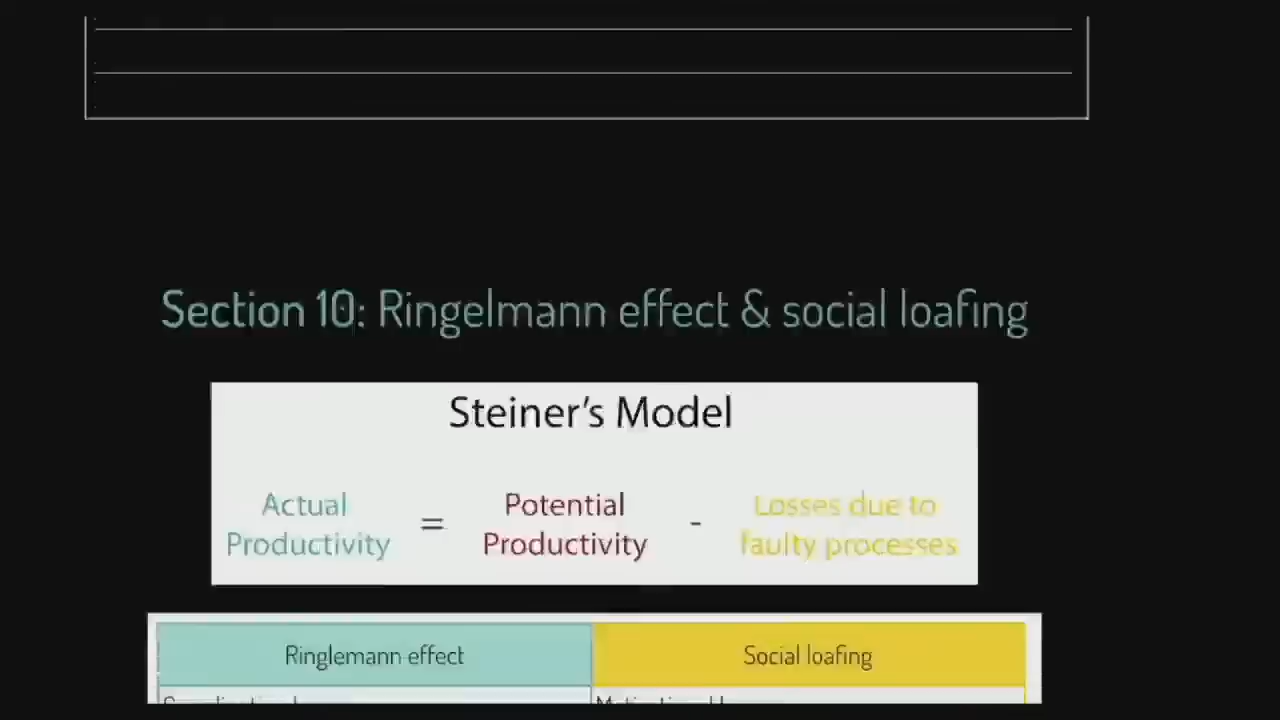 Section 10: Ringelmann effect & social loafing
Steiner's Model
Actual Productivity = Potential Productivity - Losses due to faulty processes
Ringlemann effect
Social loafing